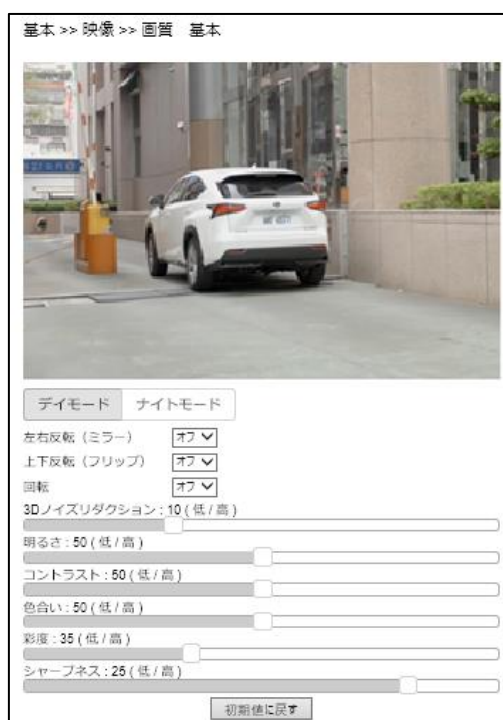 基本 >> 映像 >> 画質　基本
デイモード　ナイトモード
左右反転（ミラー）　オフ
上下反転（フリップ）　オフ
回転　オフ
3Dノイズリダクション : 10 ( 低 / 高 )
明るさ : 50 ( 低 / 高 )
コントラスト : 50 ( 低 / 高 )
色合い : 50 ( 低 / 高 )
彩度 : 35 ( 低 / 高 )
シャープネス : 25 ( 低 / 高 )
初期値に戻す